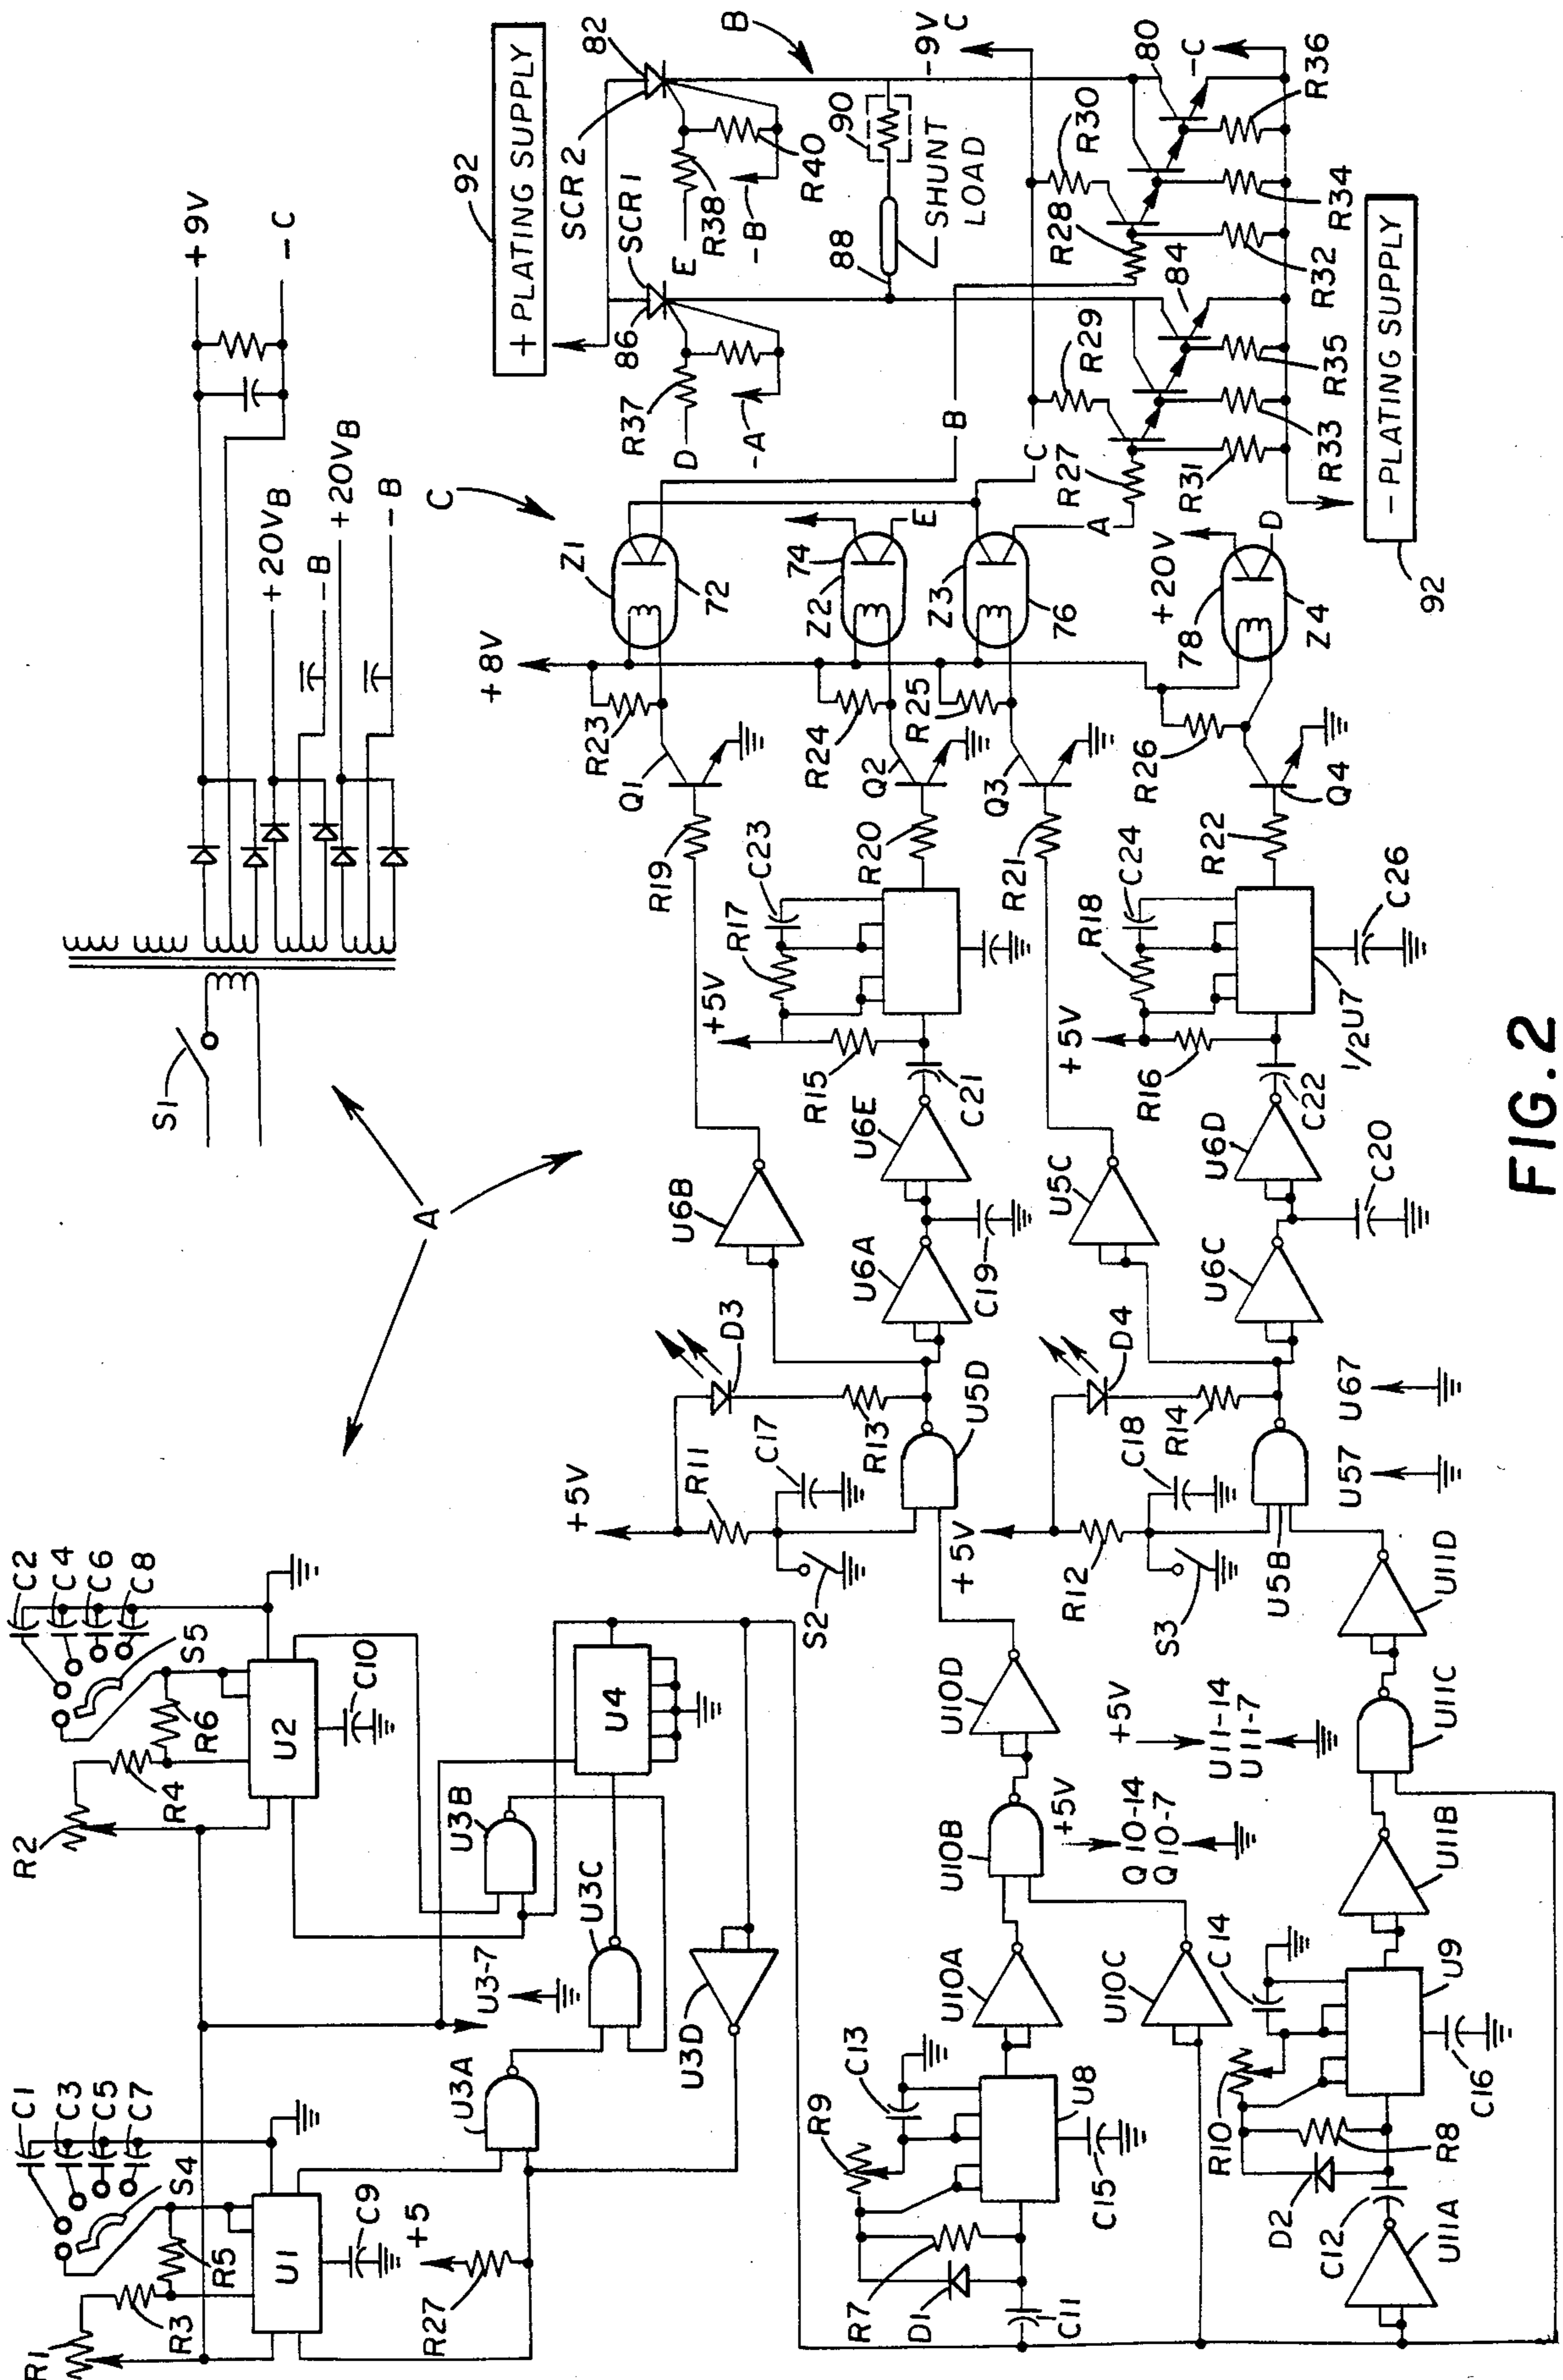 92
+ PLATING SUPPLY
SCR 2
82
SCR 1
86
R37
D
-A
E
R38
-B
R40
B
88
90
SHUNT
LOAD
-9V
C
R30
R28
80
-C
R36
R34
R32
84
R29
R27
R35
R33
R31
- PLATING SUPPLY
92
+9V
-C
+20VB
-B
+20VB
-B
S1
A
C
B
C
A
Z1
72
74
Z2
E
Z3
76
+20V
78
D
Z4
+8V
R23
R24
R25
R26
Q1
Q2
Q3
Q4
R19
R20
R21
R22
C23
R17
+5V
R15
C21
C24
R18
+5V
R16
C22
1/2U7
C26
U6B
U6E
U6A
C19
U5C
U6D
U6C
C20
D3
R13
U5D
C17
R11
+5V
S2
D4
R14
C18
+5V
R12
S3
U5B
U57
U67
C2
C4
C6
C8
S5
R6
R4
R2
U2
C10
U4
U3B
U3C
U3-7
U3A
U3D
C1
C3
C5
C7
S4
R5
R3
R1
U1
C9
+5
R27
U10D
U10B
+5V
Q10-14
Q10-7
+5V
U11-14
U11-7
U11D
U11C
U11B
U10A
U10C
C13
R9
U8
C15
R7
D1
C11
C14
U9
R10
C16
R8
D2
C12
U11A
FIG.2